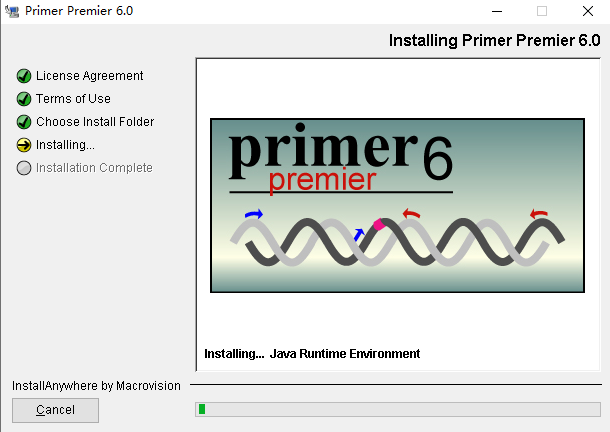 Primer Premier 6.0
Installing Primer Premier 6.0
License Agreement
Terms of Use
Choose Install Folder
Installing...
Installation Complete
primer 6
premier
Installing... Java Runtime Environment
InstallAnywhere by Macrovision
Cancel